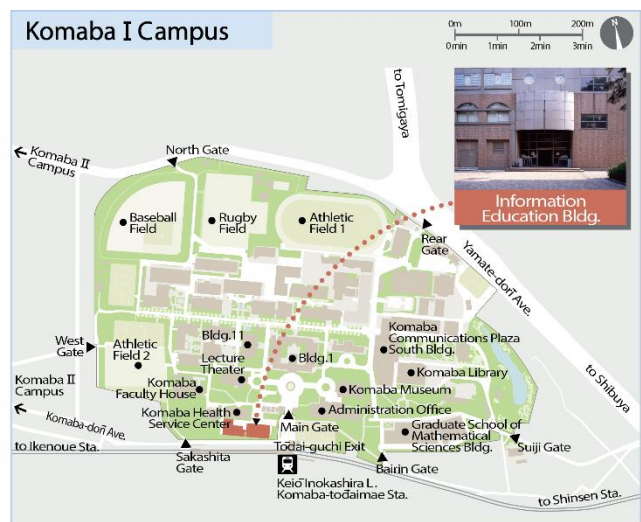 Komaba I Campus
0m 100m 200m
0min 1min 2min 3min
N
to Tomigaya
Komaba II
Campus
North Gate
Information
Education Bldg.
Baseball
Field
Rugby
Field
Athletic
Field 1
Rear
Gate
Yamate-dori Ave.
to Shibuya
West
Gate
Athletic
Field 2
Bldg.11
Lecture
Theater
Bldg.1
Komaba
Communications Plaza
South Bldg.
Komaba Library
Komaba II
Campus
Komaba
Faculty House
Komaba Museum
Komaba-dori Ave.
Komaba Health
Service Center
Main Gate
Administration Office
Graduate School of
Mathematical
Sciences Bldg.
Suiji Gate
to Ikenoue Sta.
Sakashita
Gate
Todai-guchi Exit
Bairin Gate
Keio Inokashira L.
Komaba-todaimae Sta.
to Shinsen Sta.